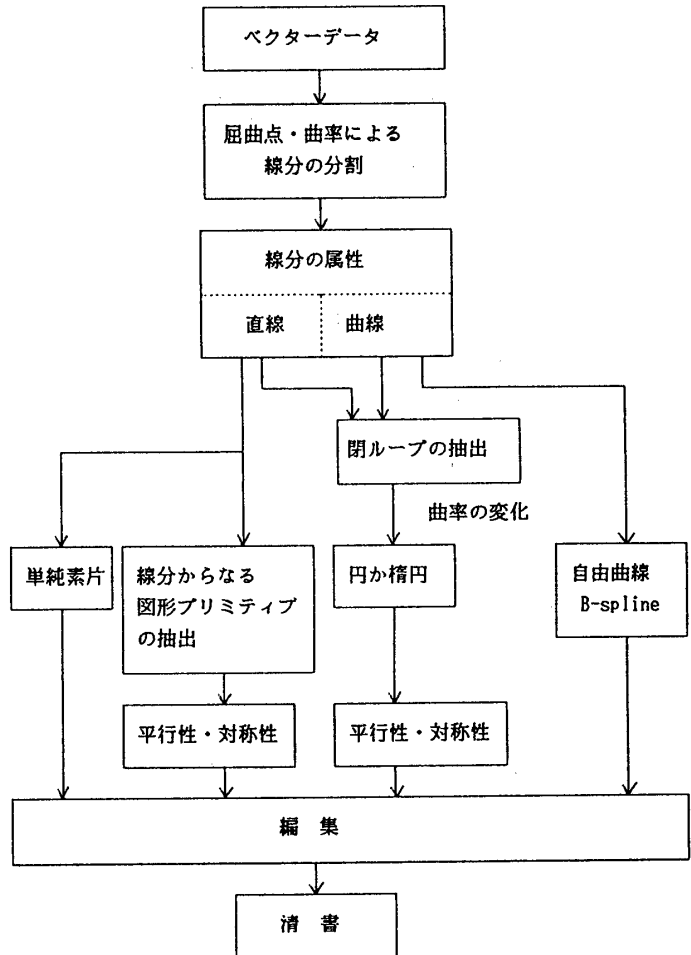 ベクターデータ
屈曲点・曲率による
線分の分割
線分の属性
直線
曲線
閉ループの抽出
曲率の変化
単純素片
線分からなる
図形プリミティブ
の抽出
円か楕円
自由曲線
B-spline
平行性・対称性
平行性・対称性
編 集
清 書